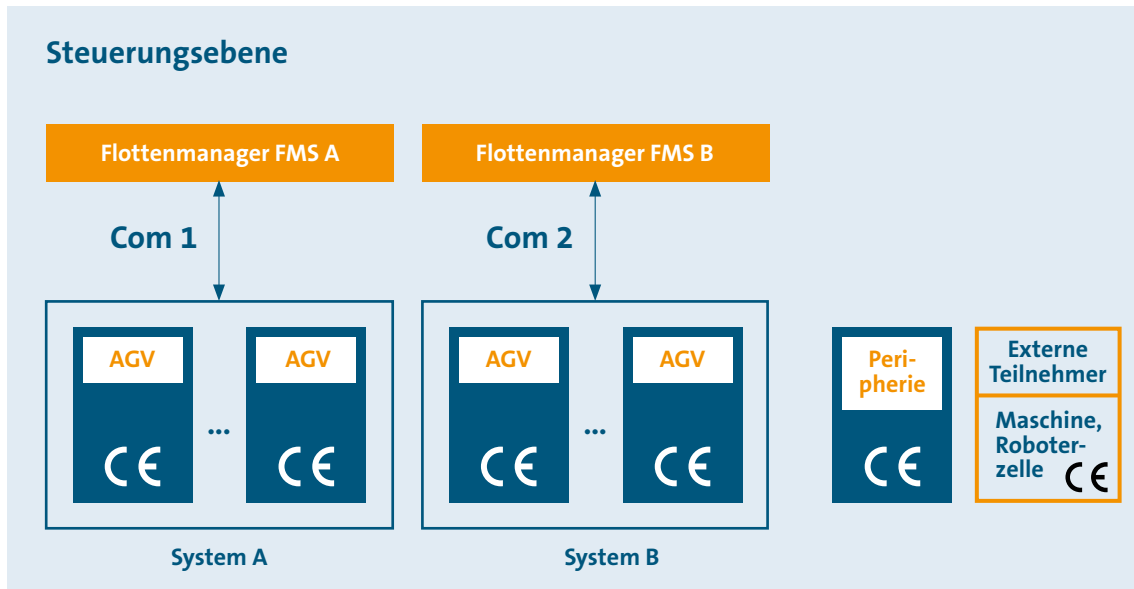 Steuerungsebene
Flottenmanager FMS A
Flottenmanager FMS B
Com 1
Com 2
AGV
CE
...
AGV
CE
System A
AGV
CE
...
AGV
CE
System B
Peri-
pherie
CE
Externe
Teilnehmer
Maschine,
Roboter-
zelle
CE